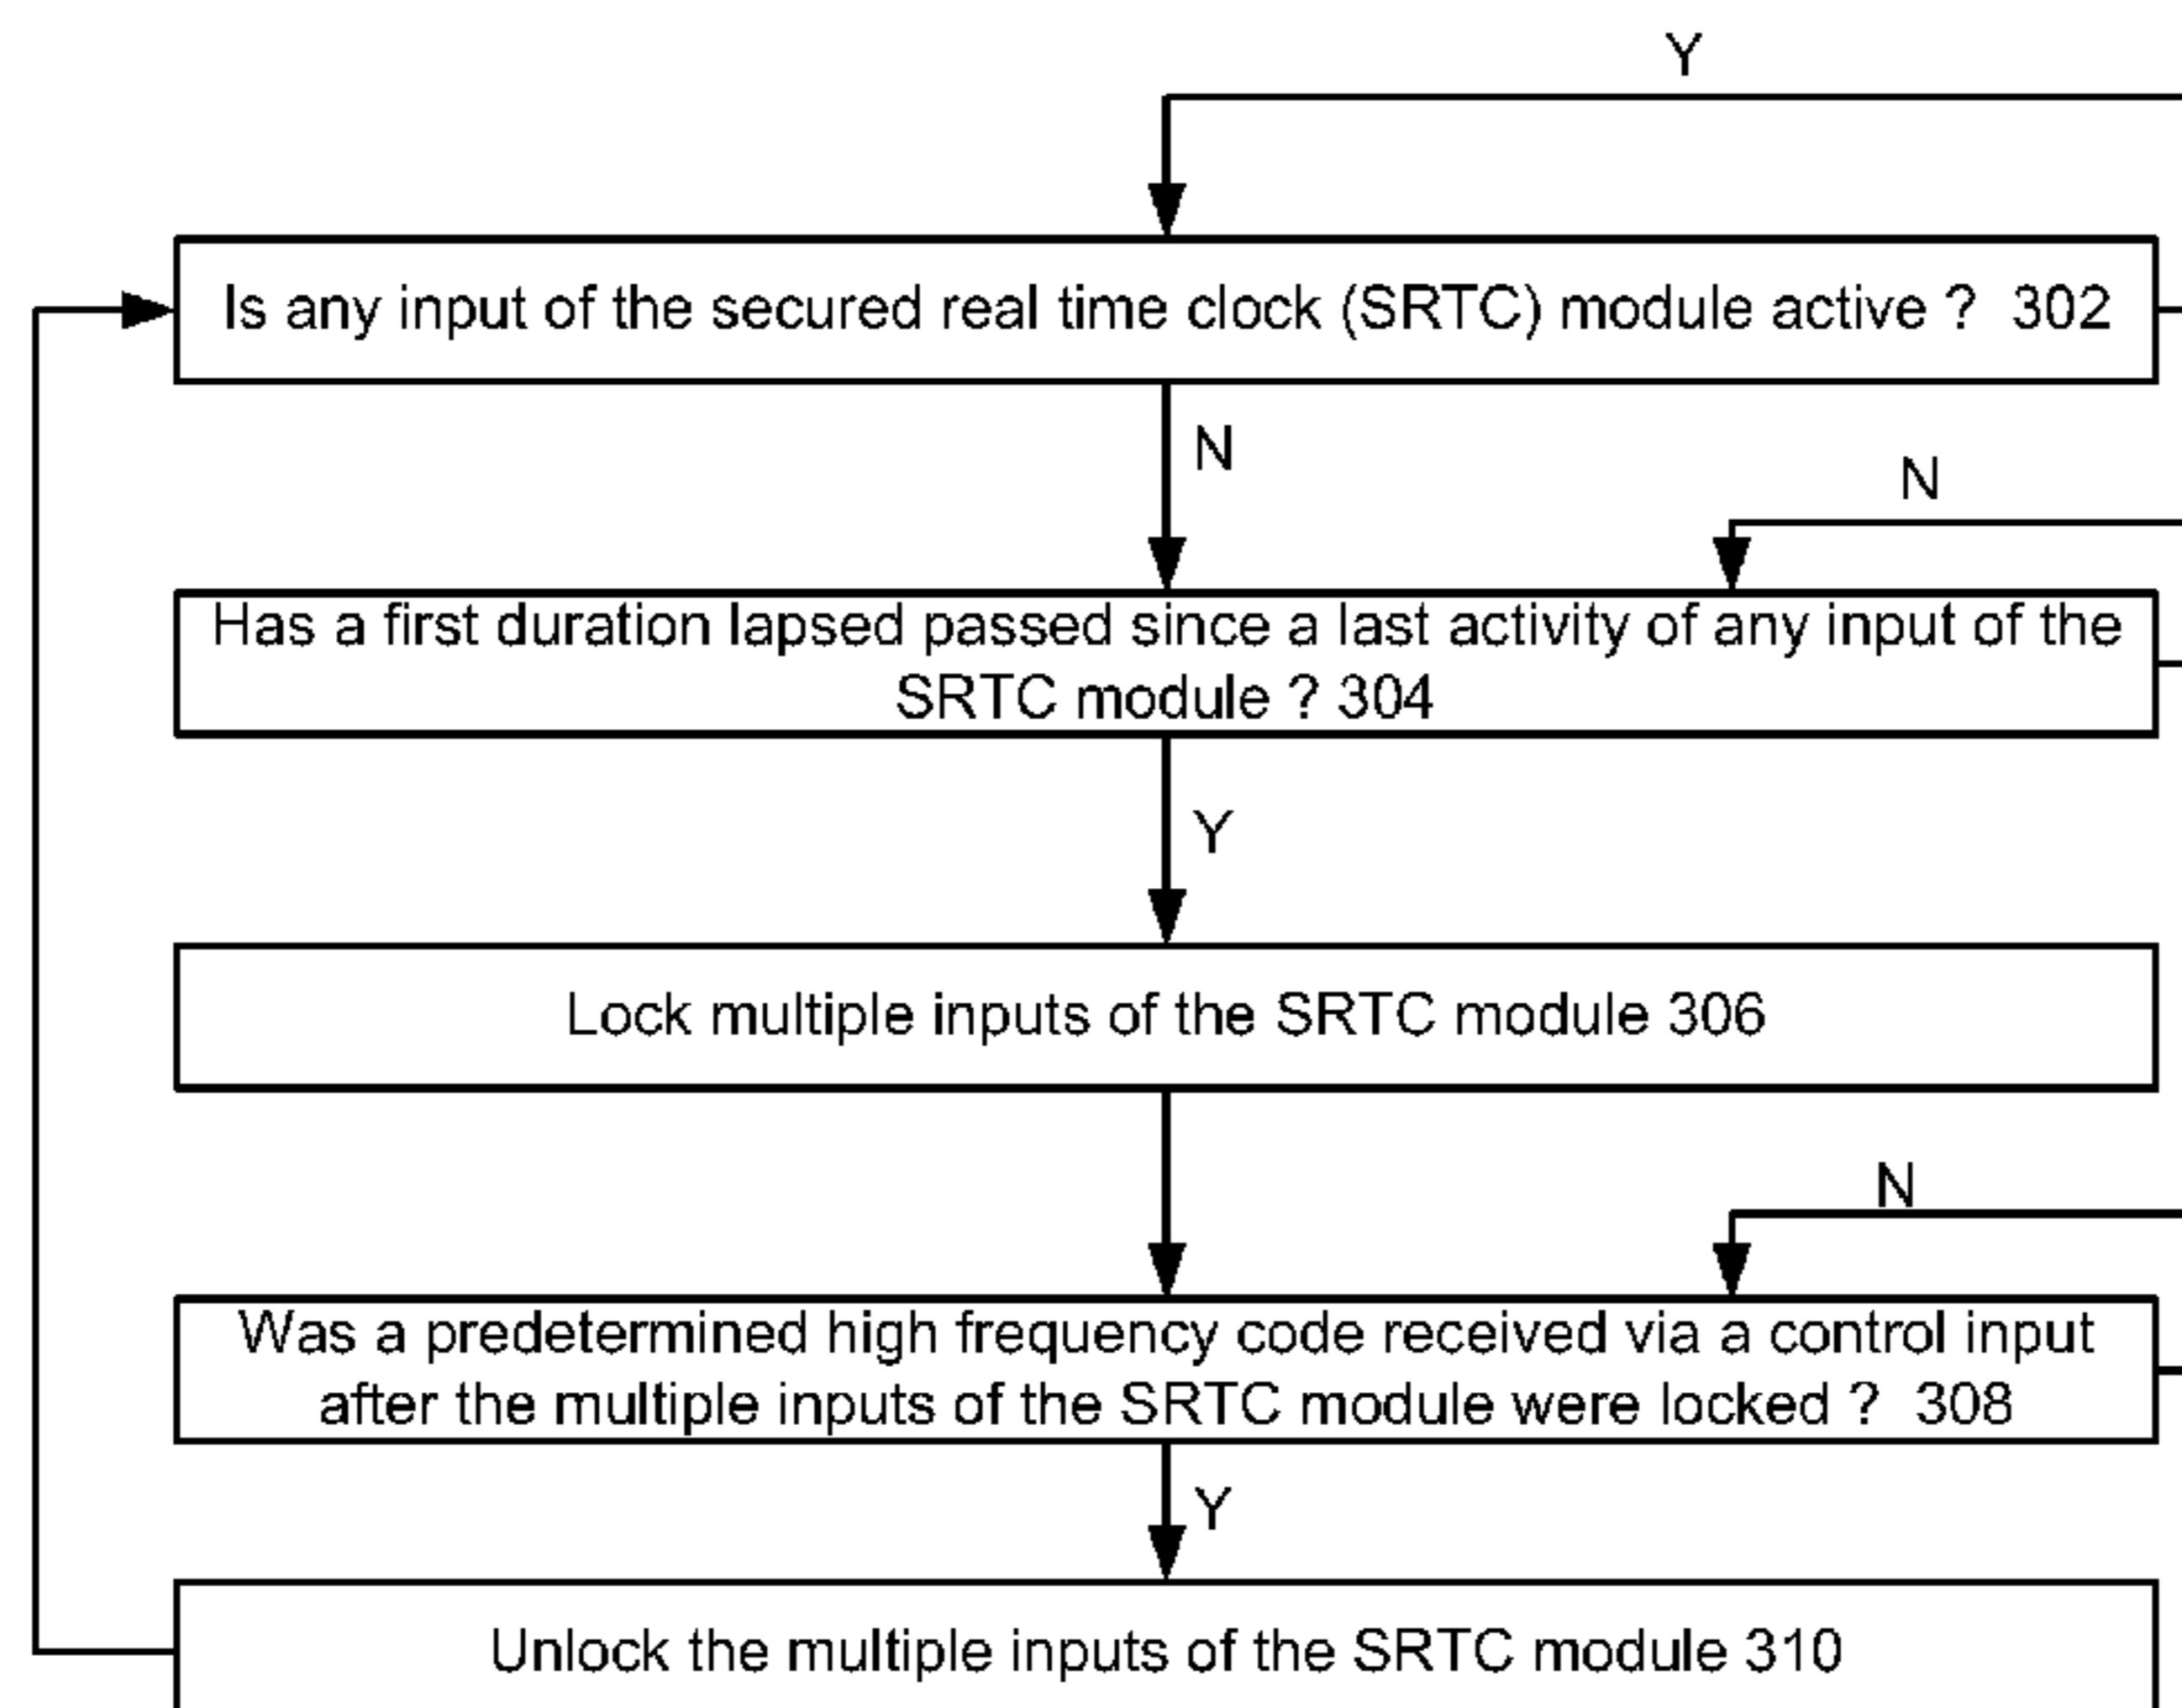 Y
Is any input of the secured real time clock (SRTC) module active ? 302
N
N
Has a first duration lapsed passed since a last activity of any input of the
SRTC module ? 304
Y
Lock multiple inputs of the SRTC module 306
N
Was a predetermined high frequency code received via a control input
after the multiple inputs of the SRTC module were locked ? 308
Y
Unlock the multiple inputs of the SRTC module 310